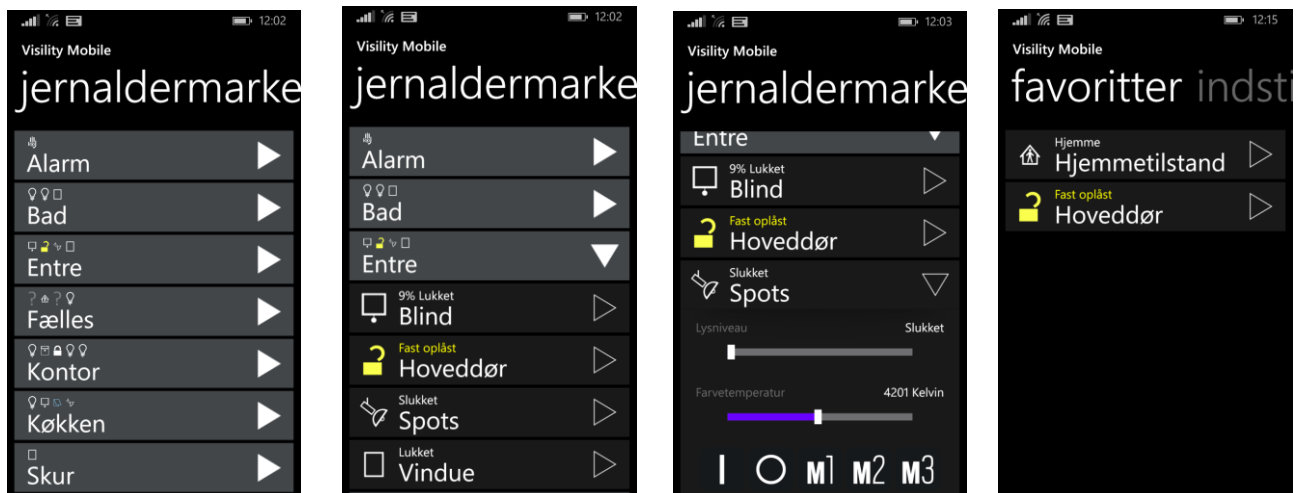 12:02
Visility Mobile
jernaldermarke
Alarm
Bad
Entre
Fælles
Kontor
Køkken
Skur
12:02
Visility Mobile
jernaldermarke
Alarm
Bad
Entre
9% Lukket
Blind
Fast oplåst
Hoveddør
Slukket
Spots
Lukket
Vindue
12:03
Visility Mobile
jernaldermarke
Entre
9% Lukket
Blind
Fast oplåst
Hoveddør
Slukket
Spots
Lysniveau Slukket
Farvetemperatur 4201 Kelvin
M1 M2 M3
12:15
Visility Mobile
favoritter indsti
Hjemme
Hjemmetilstand
Fast oplåst
Hoveddør